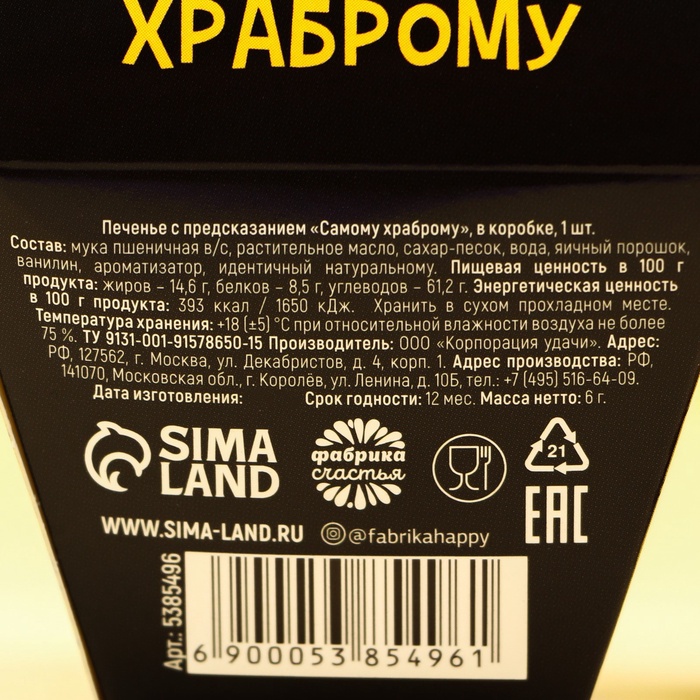 ХРАБРОМУ
Печенье с предсказанием «Самому храброму», в коробке, 1 шт.
Состав: мука пшеничная в/с, растительное масло, сахар-песок, вода, яичный порошок,
ванилин, ароматизатор, идентичный натуральному. Пищевая ценность в 100 г
продукта: жиров – 14,6 г, белков – 8,5 г, углеводов – 61,2 г. Энергетическая ценность
в 100 г продукта: 393 ккал / 1650 кДж. Хранить в сухом прохладном месте.
Температура хранения: +18 (±5) °С при относительной влажности воздуха не более
75 %. ТУ 9131-001-91578650-15 Производитель: ООО «Корпорация удачи». Адрес:
РФ, 127562, г. Москва, ул. Декабристов, д. 4, корп. 1. Адрес производства: РФ,
141070, Московская обл., г. Королёв, ул. Ленина, д. 10Б, тел.: +7 (495) 516-64-09.
Дата изготовления: Срок годности: 12 мес. Масса нетто: 6 г.
SIMA
LAND
фабрика
счастья
21
EAC
WWW.SIMA-LAND.RU @fabrikahappy
Арт.: 5385496
6 900053 854961